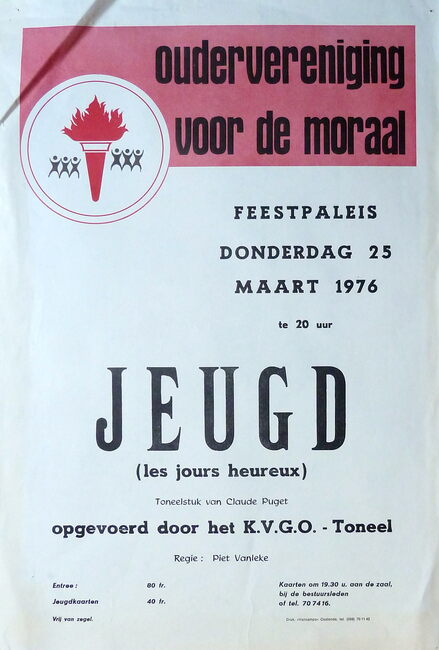 oudervereniging
voor de moraal
FEESTPALEIS
DONDERDAG 25
MAART 1976
te 20 uur
JEUGD
(les jours heureux)
Toneelstuk van Claude Puget
opgevoerd door het K.V.G.O. - Toneel
Regie : Piet Vanleke
Entree : 80 fr.
Jeugdkaarten 40 fr.
Vrij van zegel.
Kaarten om 19.30 u. aan de zaal,
bij de bestuursleden
of tel. 70 74 16.
Oostende, tel.